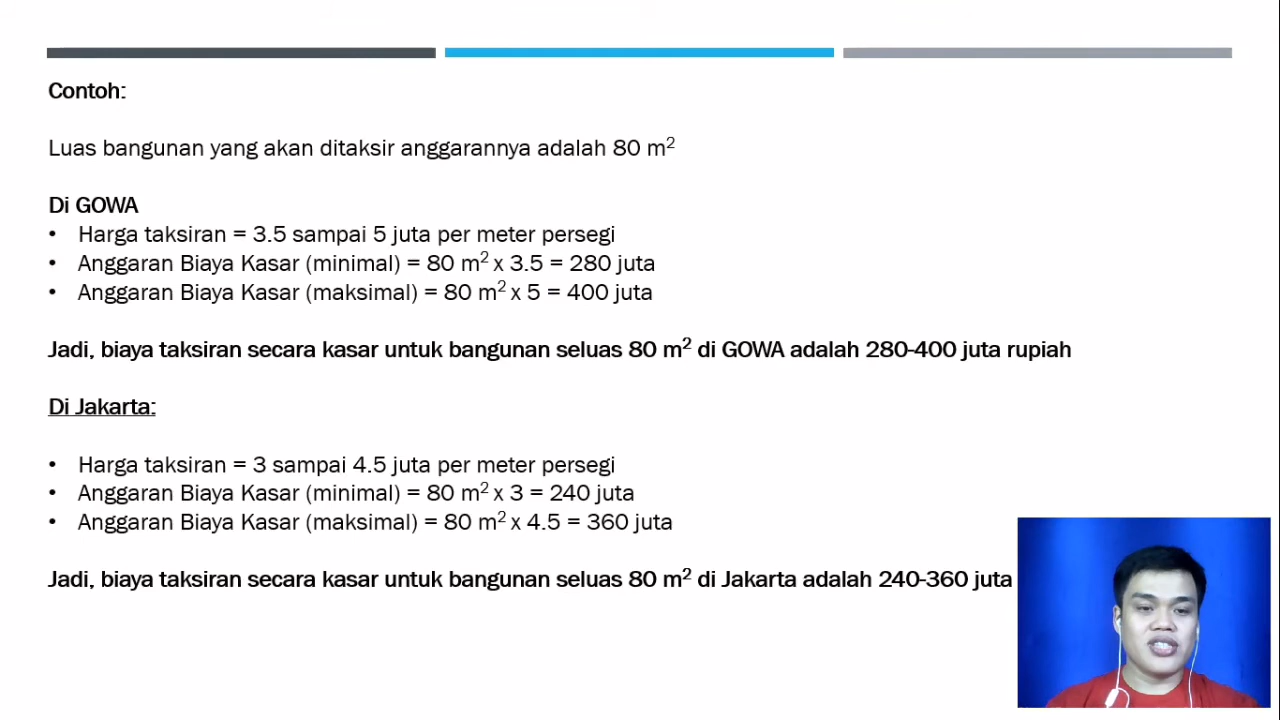 Contoh:
Luas bangunan yang akan ditaksir anggarannya adalah 80 m²
Di GOWA
• Harga taksiran = 3.5 sampai 5 juta per meter persegi
• Anggaran Biaya Kasar (minimal) = 80 m² x 3.5 = 280 juta
• Anggaran Biaya Kasar (maksimal) = 80 m² x 5 = 400 juta
Jadi, biaya taksiran secara kasar untuk bangunan seluas 80 m² di GOWA adalah 280-400 juta rupiah
Di Jakarta:
• Harga taksiran = 3 sampai 4.5 juta per meter persegi
• Anggaran Biaya Kasar (minimal) = 80 m² x 3 = 240 juta
• Anggaran Biaya Kasar (maksimal) = 80 m² x 4.5 = 360 juta
Jadi, biaya taksiran secara kasar untuk bangunan seluas 80 m² di Jakarta adalah 240-360 juta